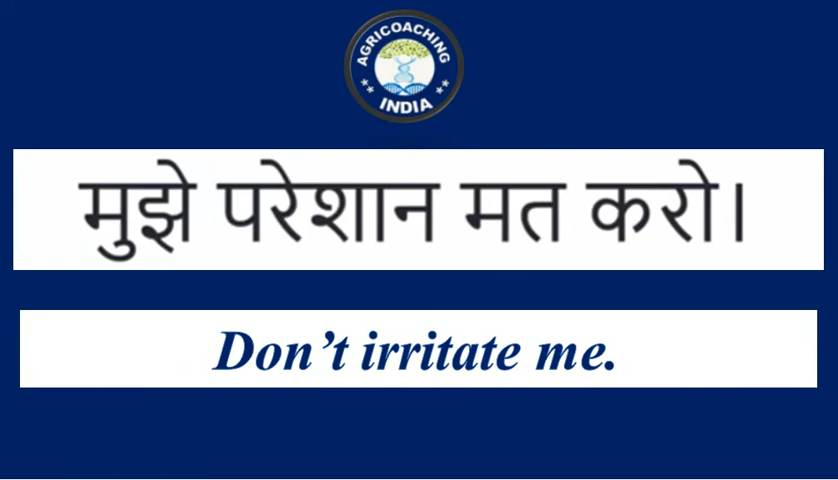 AGRICOACHING
INDIA
मुझे परेशान मत करो।
Don’t irritate me.